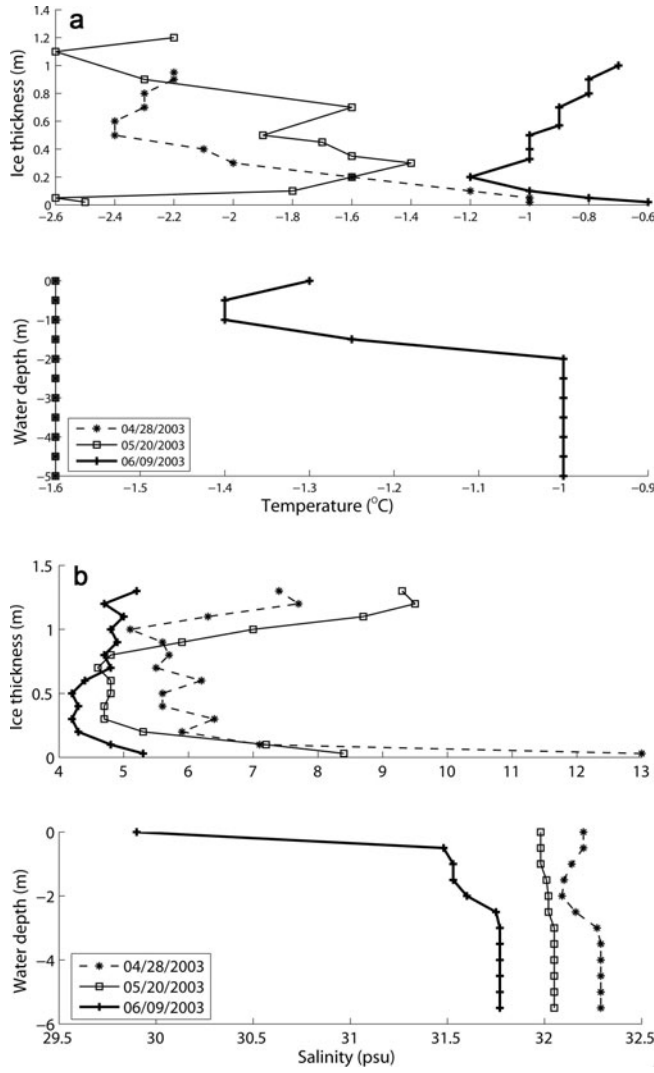 a
Ice thickness (m)
1.4
1.2
1
0.8
0.6
0.4
0.2
0
−2.6 −2.4 −2.2 −2 −1.8 −1.6 −1.4 −1.2 −1 −0.8 −0.6
Water depth (m)
0
−1
−2
−3
−4
−5
04/28/2003
05/20/2003
06/09/2003
−1.6 −1.5 −1.4 −1.3 −1.2 −1.1 −1 −0.9
Temperature (°C)
b
Ice thickness (m)
1.5
1
0.5
0
4 5 6 7 8 9 10 11 12 13
Water depth (m)
0
−2
−4
−6
04/28/2003
05/20/2003
06/09/2003
29.5 30 30.5 31 31.5 32 32.5
Salinity (psu)